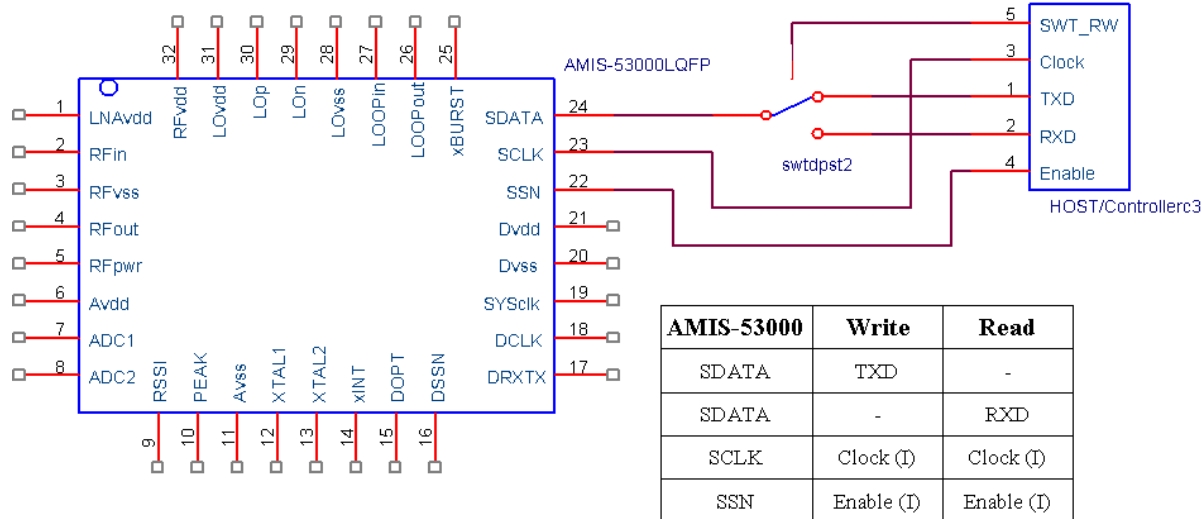 32
31
30
29
28
27
26
25
RFvdd
LOvdd
LOp
LOn
LOvss
LOOPin
LOOPout
xBURST
AMIS-53000LQFP
1 LNAvdd
2 RFin
3 RFvss
4 RFout
5 RFpwr
6 Avdd
7 ADC1
8 ADC2
SDATA 24
SCLK 23
SSN 22
Dvdd 21
Dvss 20
SYSclk 19
DCLK 18
DRXTX 17
RSSI
PEAK
Avss
XTAL1
XTAL2
xINT
DOPT
DSSN
9
10
11
12
13
14
15
16
swtdpst2
5 SWT_RW
3 Clock
1 TXD
2 RXD
4 Enable
HOST/Controllerc3
AMIS-53000 Write Read
SDATA TXD -
SDATA - RXD
SCLK Clock (I) Clock (I)
SSN Enable (I) Enable (I)